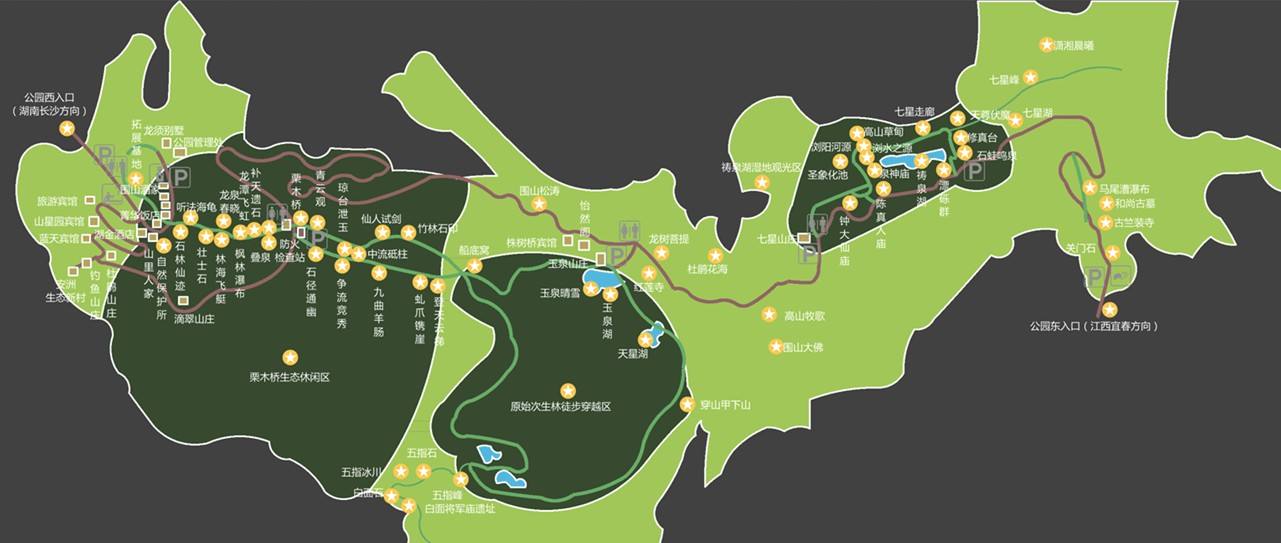 公园西入口
（湖南长沙方向）
拓展基地
龙须别墅
公园管理处
围山酒家
旅游宾馆
山星园宾馆
菁华饭店
蓝天宾馆
湖金酒店
安洲
生态新村
钓鱼山庄
杜鹃山庄
山里人家
自然保护所
滴翠山庄
听法海龟
石林仙迹
壮士石
龙泉春晓
林海飞艇
龙潭飞虹
枫林瀑布
补天遗石
叠泉
栗木桥
防火
检查站
青云观
石径通幽
琼台泄玉
争流竞秀
中流砥柱
仙人试剑
九曲羊肠
竹林石印
虬爪镌崖
登天云梯
船底窝
栗木桥生态休闲区
五指石
五指冰川
白面石
五指峰
白面将军庙遗址
围山松涛
怡然阁
株树桥宾馆
玉泉山庄
玉泉晴雪
玉泉湖
天星湖
原始次生林徒步穿越区
龙树菩提
红莲寺
杜鹃花海
高山牧歌
围山大佛
穿山甲下山
祷泉湖湿地观光区
七星山庄
钟大仙庙
陈真人庙
高山草甸
浏阳河源
浏水之源
圣象化池
泉神庙
祷泉湖
漂砾群
七星走廊
天尊伏魔
修真台
石蛙鸣泉
七星湖
七星峰
潇湘晨曦
马尾漕瀑布
和尚古墓
古兰装寺
关门石
公园东入口（江西宜春方向）
P
P
P
P
P
P
P